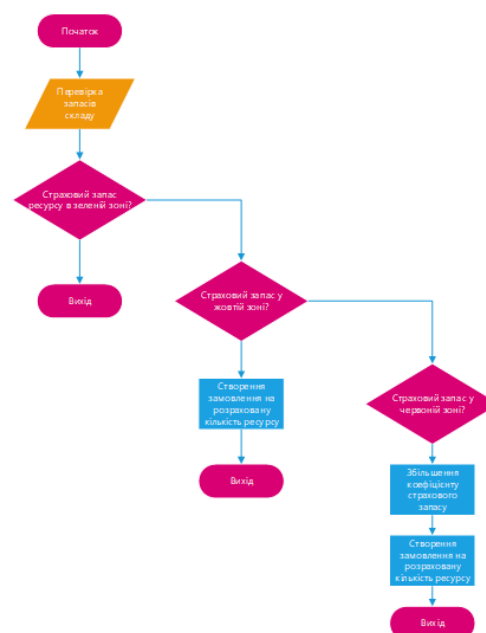 Початок
Перевірка
запасів
складу
Страховий запас
ресурсу в зеленій зоні?
Вихід
Страховий запас у
жовтій зоні?
Створення
замовлення на
розраховану
кількість ресурсу
Вихід
Страховий запас у
червоній зоні?
Збільшення
коефіцієнту
страхового
запасу
Створення
замовлення на
розраховану
кількість ресурсу
Вихід